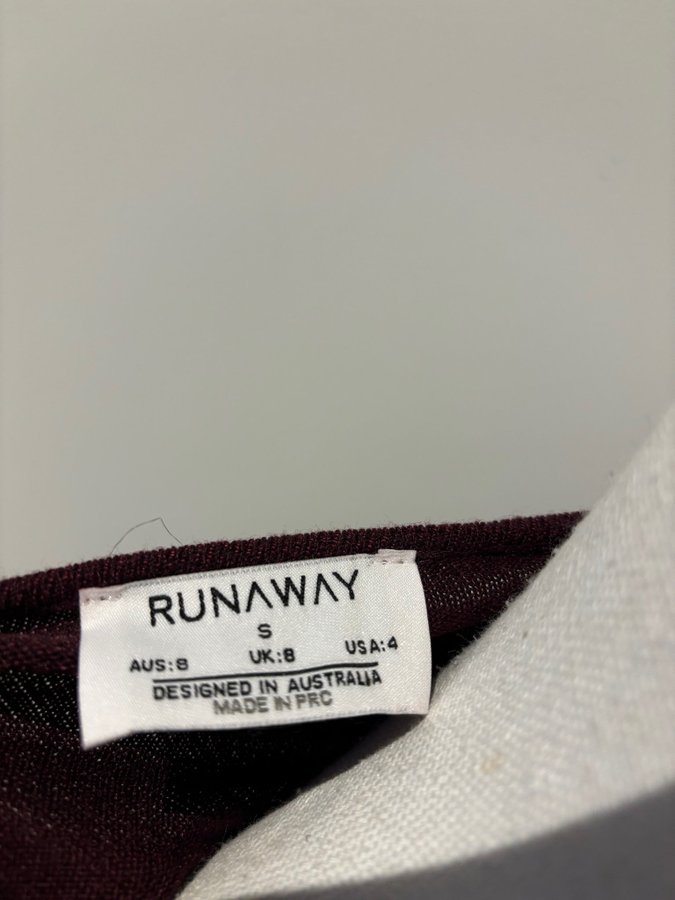 RUNAWAY
S
AUS:8 UK:8 USA:4
DESIGNED IN AUSTRALIA
MADE IN PRC